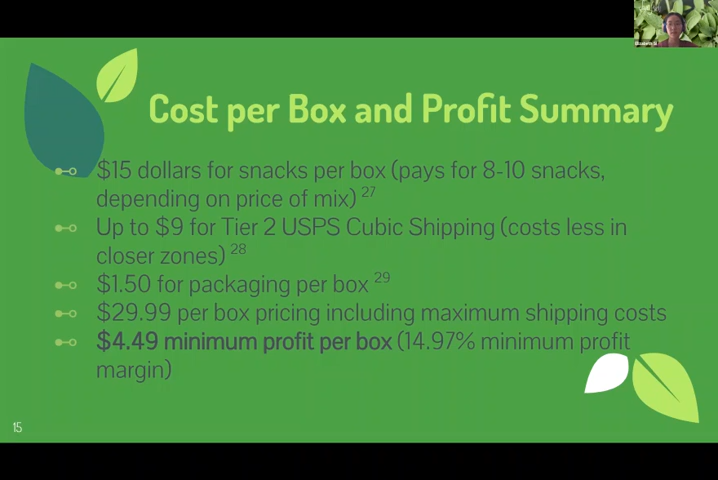 Cost per Box and Profit Summary
$15 dollars for snacks per box (pays for 8-10 snacks,
depending on price of mix) 27
Up to $9 for Tier 2 USPS Cubic Shipping (costs less in
closer zones) 28
$1.50 for packaging per box 29
$29.99 per box pricing including maximum shipping costs
$4.49 minimum profit per box (14.97% minimum profit
margin)
15